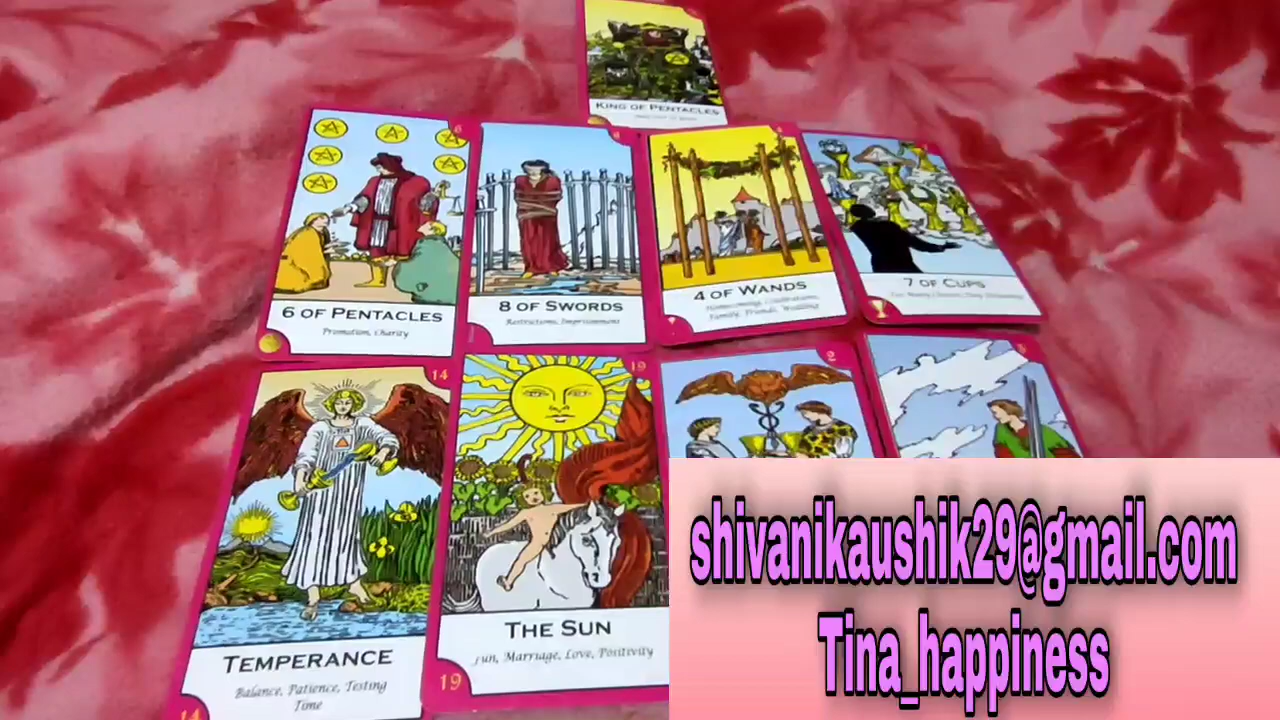 KING OF PENTACLES
6 OF PENTACLES
Promotion, Charity
8 OF SWORDS
Restrictions, Imprisonment
4 OF WANDS
Homecoming, Celebrations,
Family, Friends, Wedding
7 OF CUPS
14
TEMPERANCE
Balance, Patience, Testing
Time
14
19
THE SUN
Fun, Marriage, Love, Positivity
19
2
shivanikaushik29@gmail.com
Tina_happiness